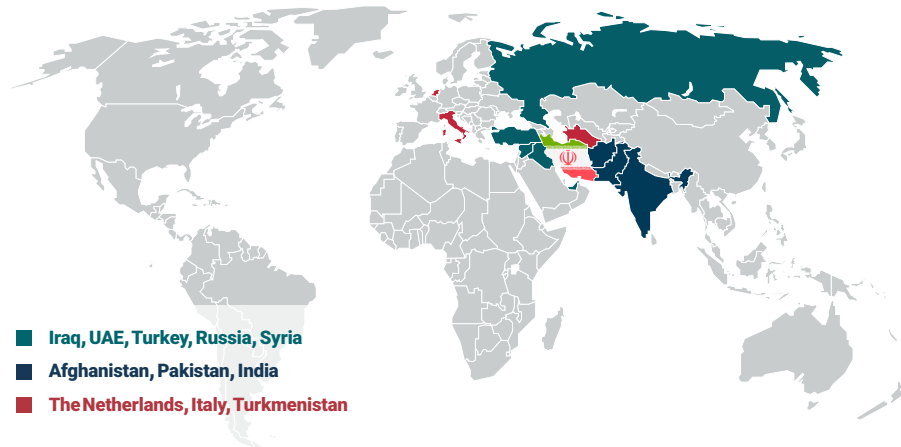 Iraq, UAE, Turkey, Russia, Syria
Afghanistan, Pakistan, India
The Netherlands, Italy, Turkmenistan